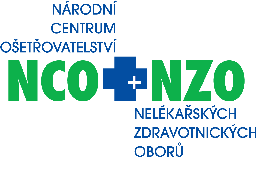 NÁRODNÍ
CENTRUM
OŠETŘOVATELSTVÍ
NCO+NZO
NELÉKAŘSKÝCH
ZDRAVOTNICKÝCH
OBORŮ